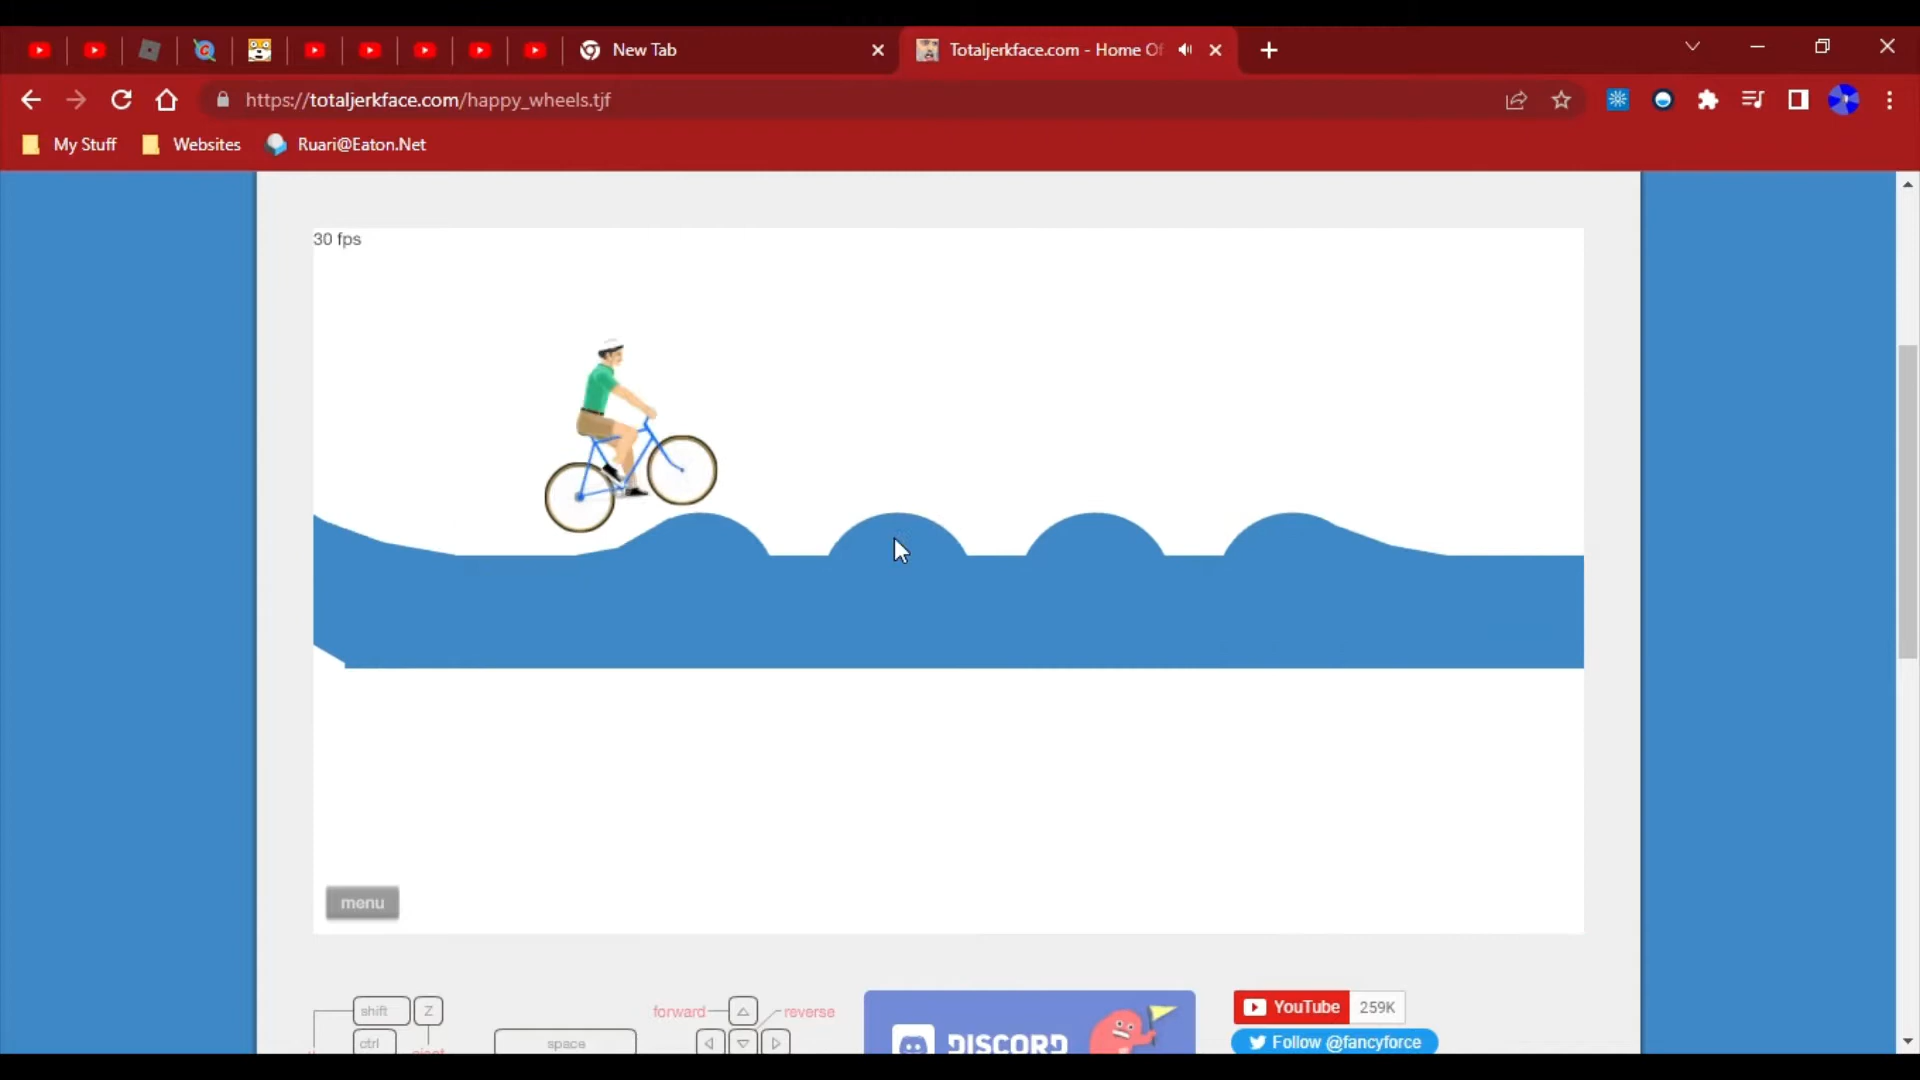 New Tab
Totaljerkface.com - Home Of
https://totaljerkface.com/happy_wheels.tjf
My Stuff
Websites
Ruari@Eaton.Net
30 fps
menu
shift
Z
ctrl
space
forward
reverse
DISCORD
YouTube
259K
Follow @fancyforce